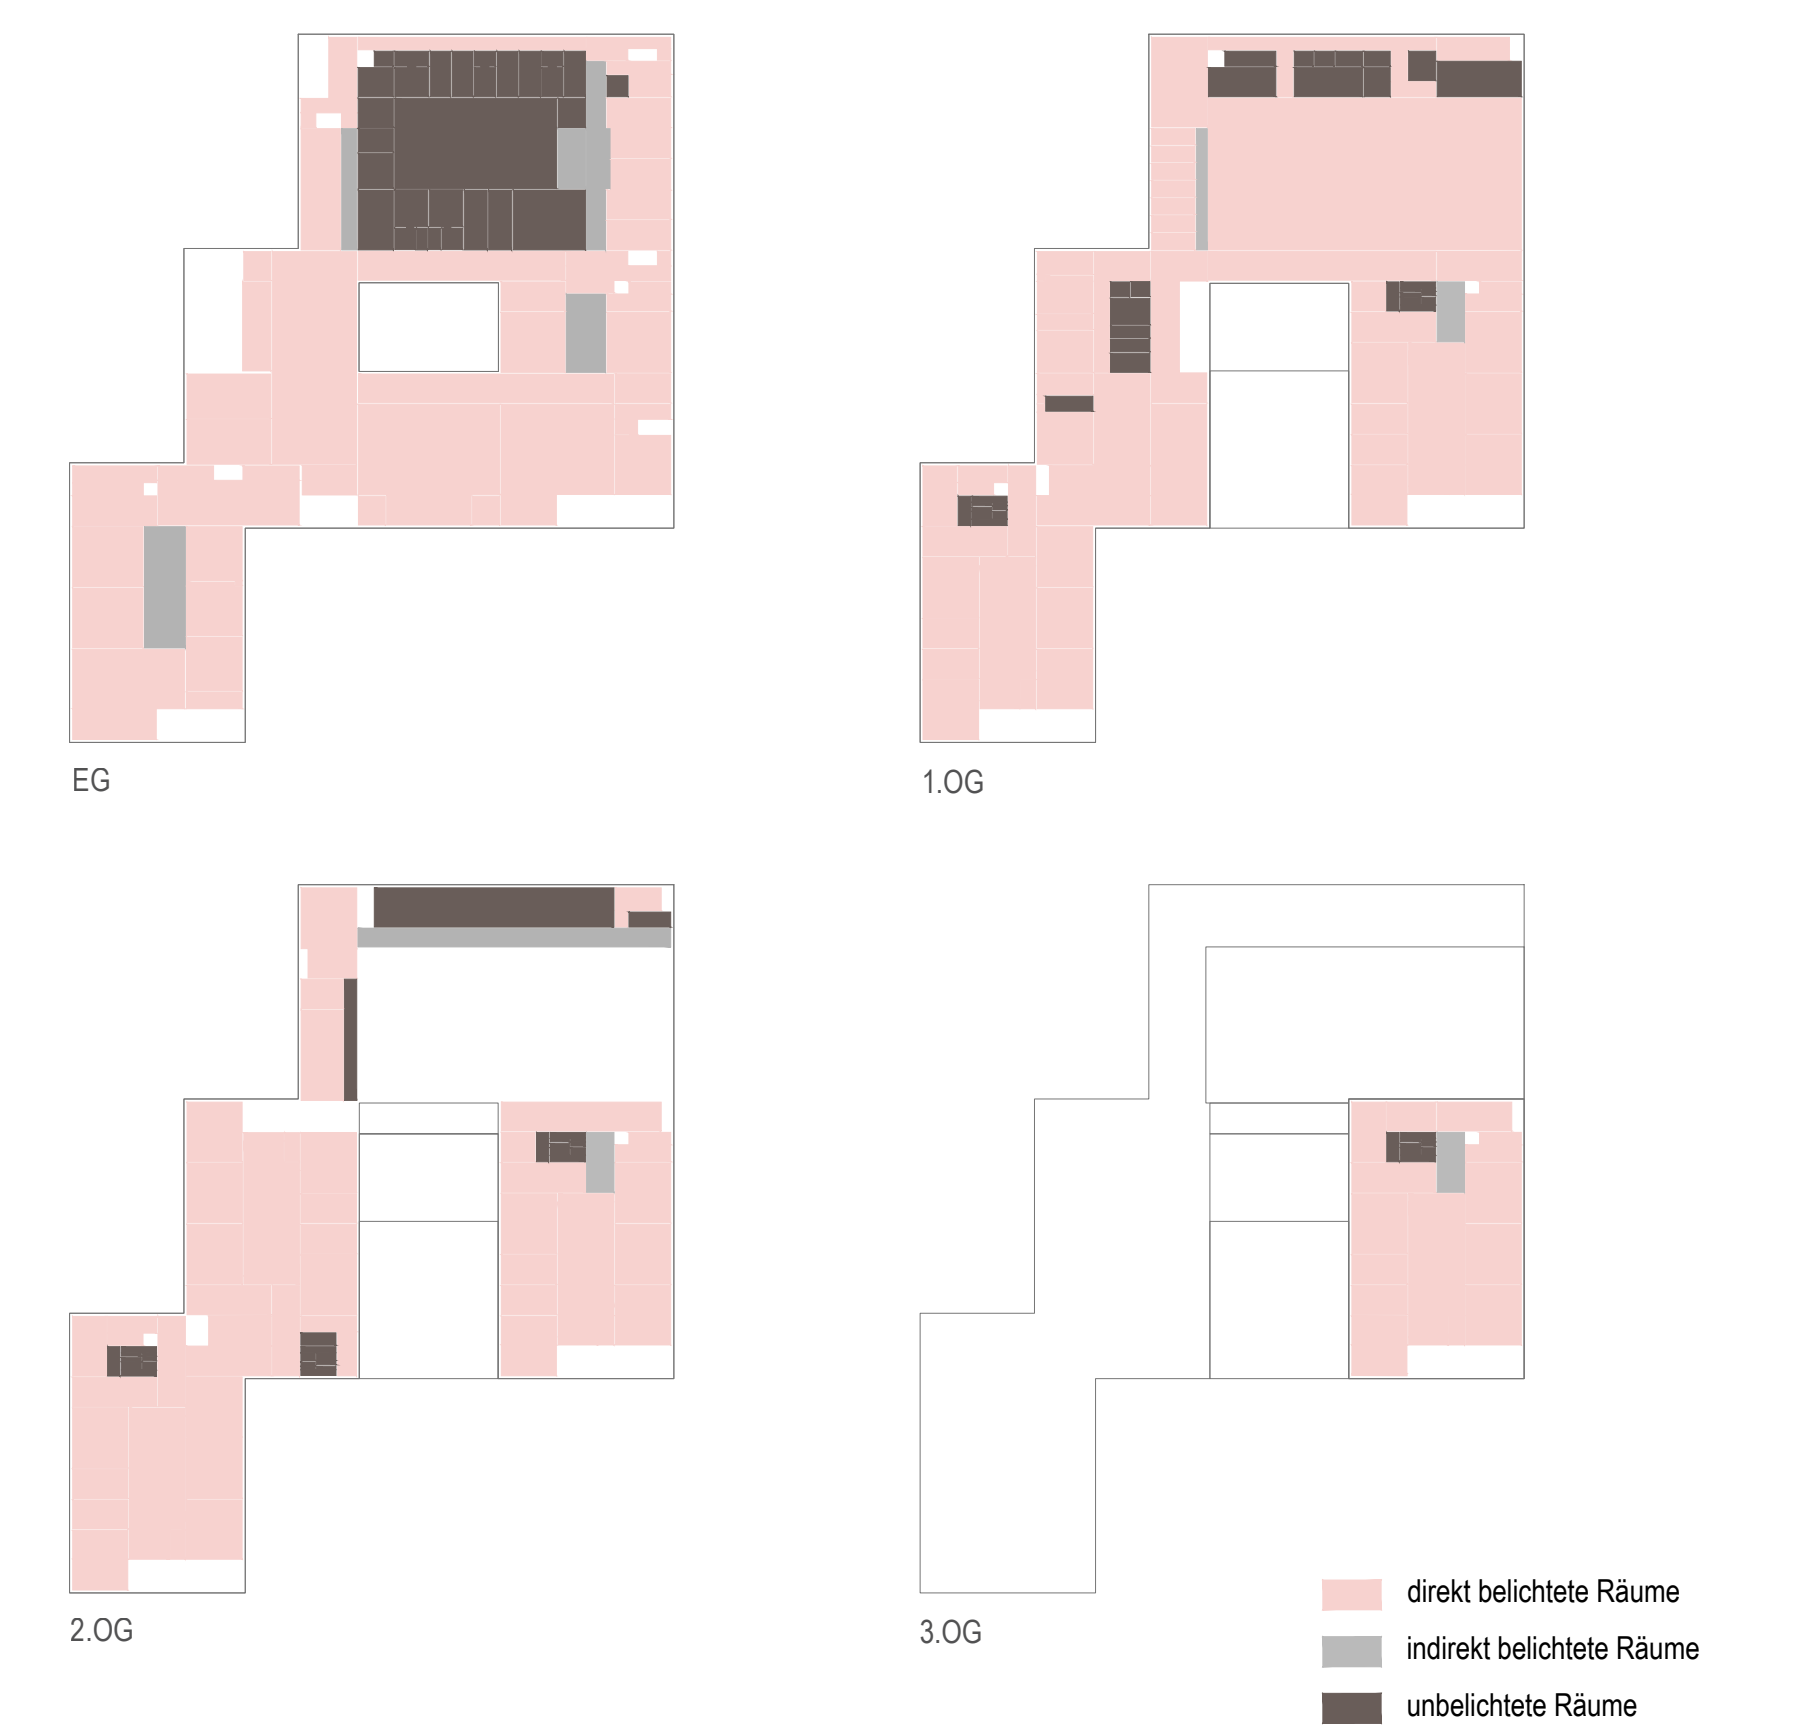 EG
1.OG
2.OG
3.OG
direkt belichtete Räume
indirekt belichtete Räume
unbelichtete Räume